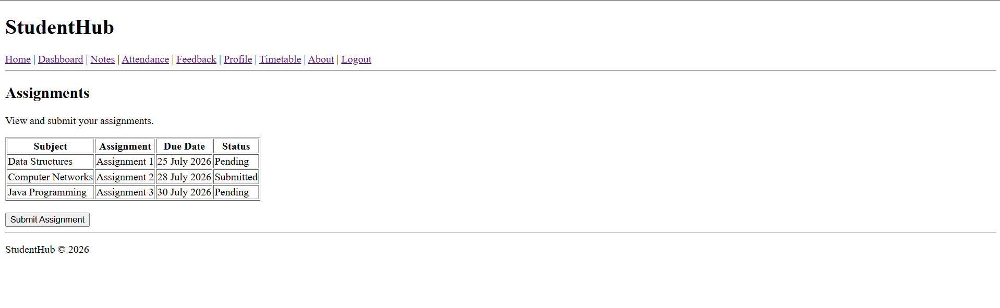 StudentHub
Home | Dashboard | Notes | Attendance | Feedback | Profile | Timetable | About | Logout
Assignments
View and submit your assignments.
Subject Assignment Due Date Status
Data Structures Assignment 1 25 July 2026 Pending
Computer Networks Assignment 2 28 July 2026 Submitted
Java Programming Assignment 3 30 July 2026 Pending
Submit Assignment
StudentHub © 2026